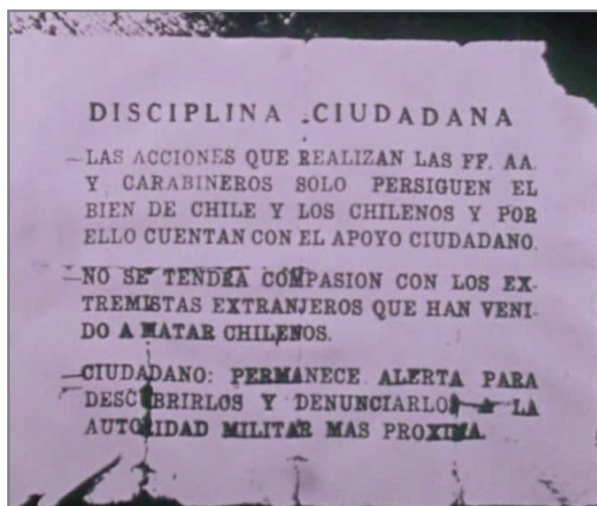 DISCIPLINA CIUDADANA
—LAS ACCIONES QUE REALIZAN LAS FF. AA.
Y CARABINEROS SOLO PERSIGUEN EL
BIEN DE CHILE Y LOS CHILENOS Y POR
ELLO CUENTAN CON EL APOYO CIUDADANO.
—NO SE TENDRA COMPASION CON LOS EX-
TREMISTAS EXTRANJEROS QUE HAN VENI-
DO A MATAR CHILENOS.
—CIUDADANO: PERMANECE ALERTA PARA
DESCUBRIRLOS Y DENUNCIARLOS A LA
AUTORIDAD MILITAR MAS PROXIMA.